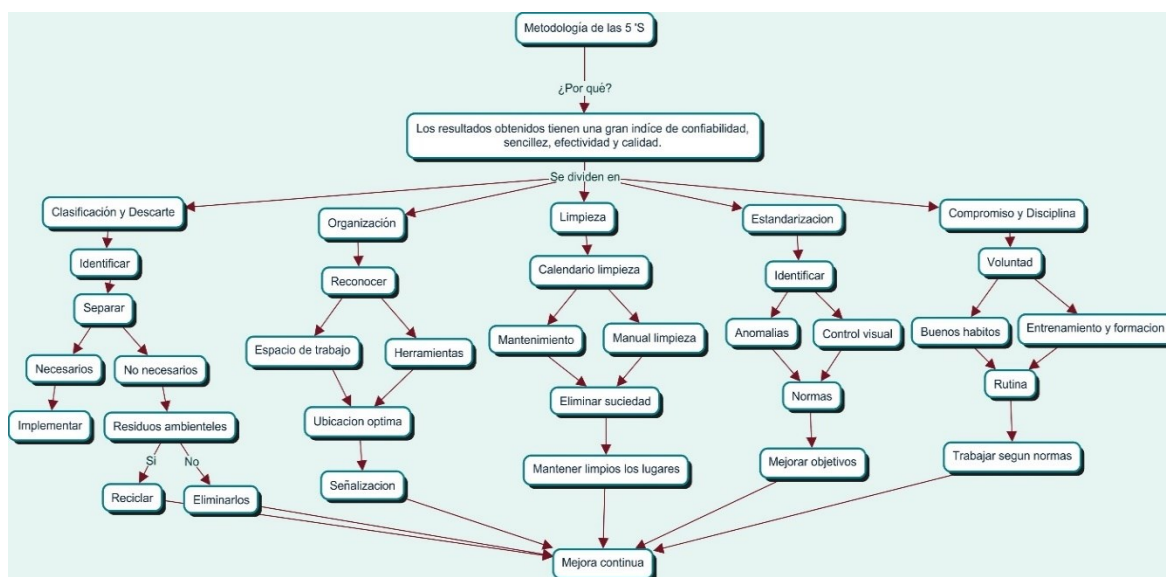 Metodología de las 5 'S
¿Por qué?
Los resultados obtenidos tienen una gran indíce de confiabilidad,
sencillez, efectividad y calidad.
Se dividen en
Clasificación y Descarte
Organización
Limpieza
Estandarizacion
Compromiso y Disciplina
Identificar
Reconocer
Calendario limpieza
Identificar
Voluntad
Separar
Espacio de trabajo
Herramientas
Mantenimiento
Manual limpieza
Anomalias
Control visual
Buenos habitos
Entrenamiento y formacion
Necesarios
No necesarios
Ubicacion optima
Eliminar suciedad
Normas
Rutina
Implementar
Residuos ambienteles
Señalizacion
Mantener limpios los lugares
Mejorar objetivos
Trabajar segun normas
Sí
No
Reciclar
Eliminarlos
Mejora continua